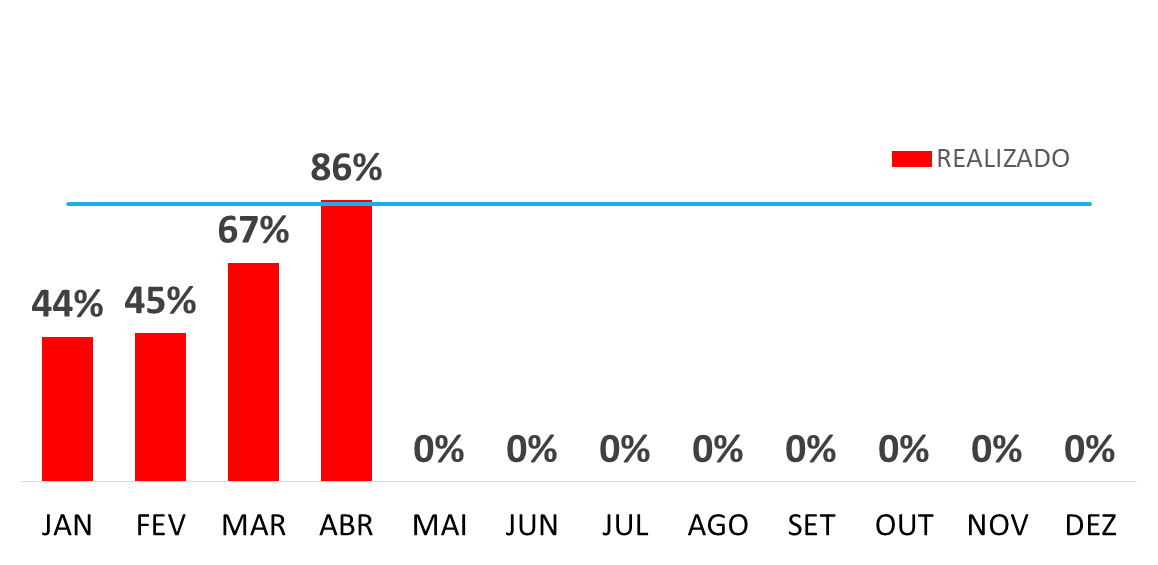 86%
REALIZADO
67%
44% 45%
0% 0% 0% 0% 0% 0% 0% 0%
JAN FEV MAR ABR MAI JUN JUL AGO SET OUT NOV DEZ